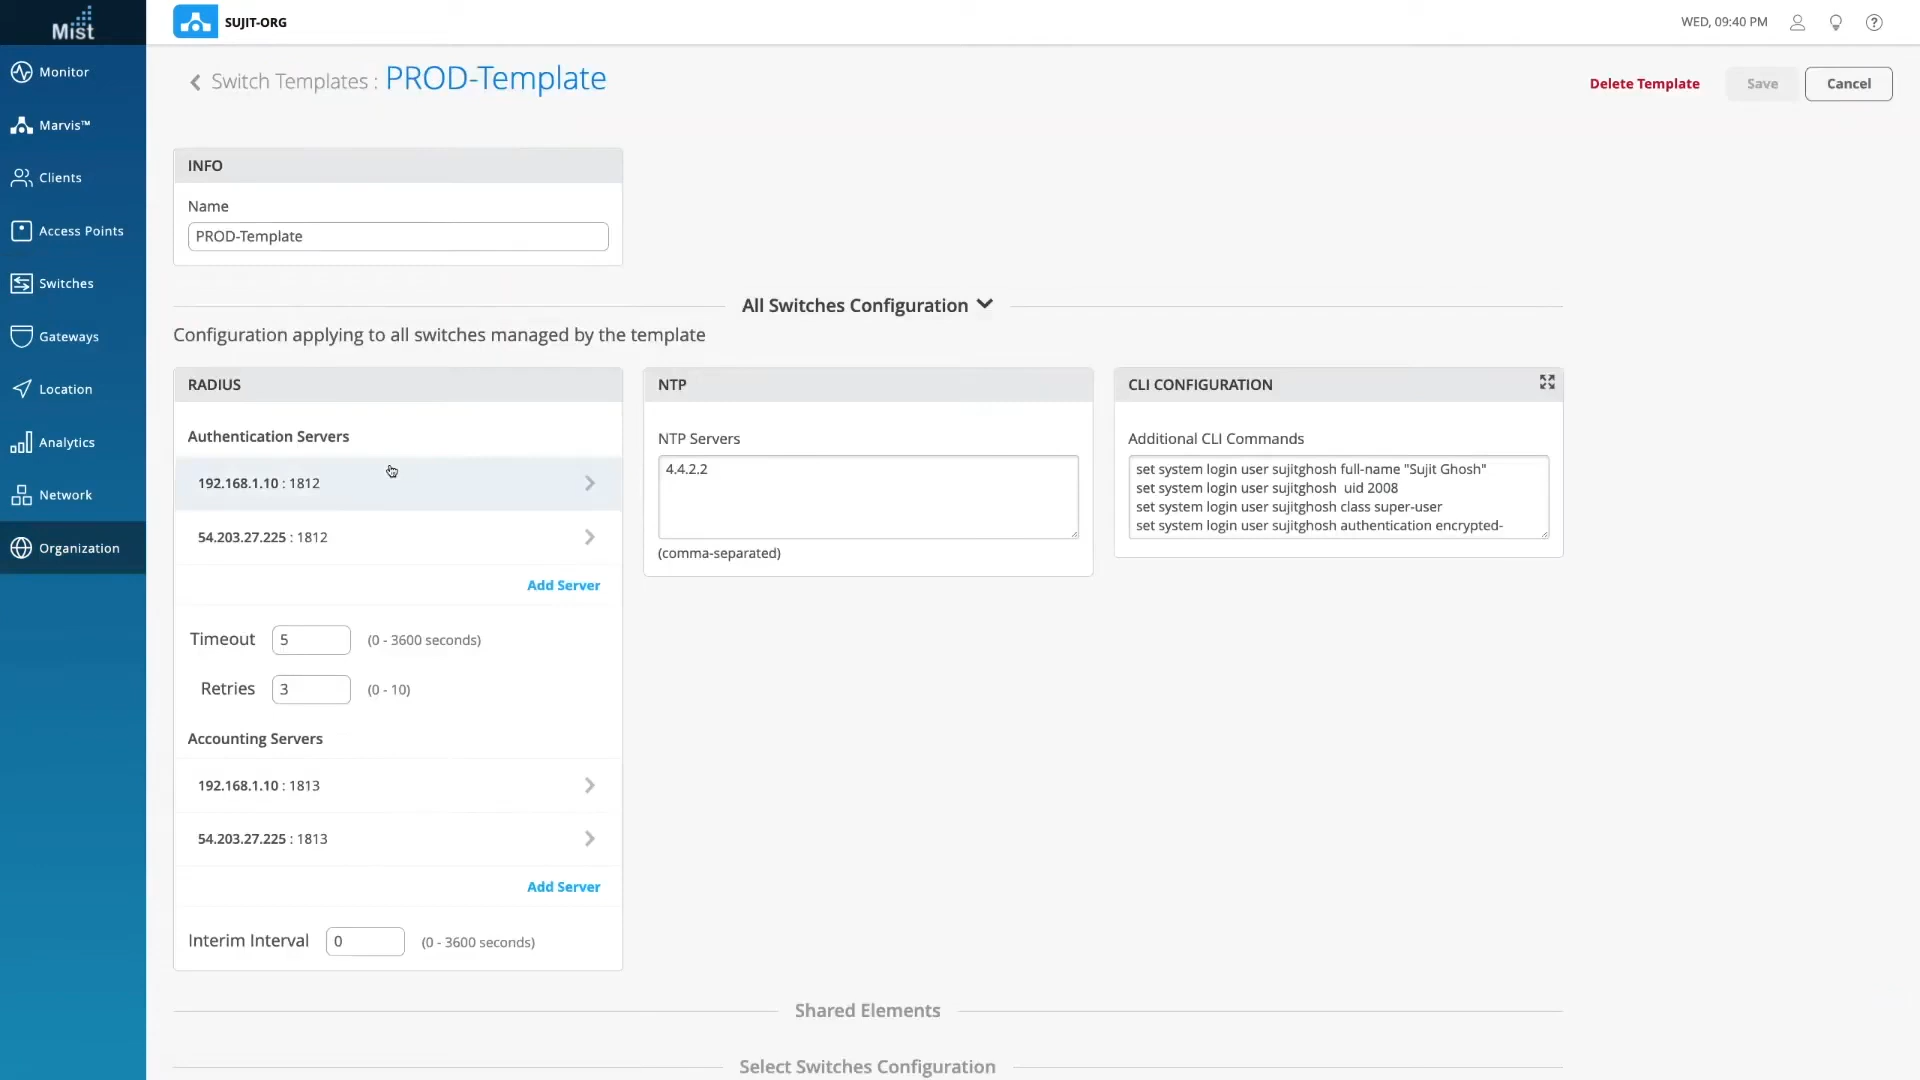 Mist
SUJIT-ORG
WED, 09:40 PM
Monitor
Marvis™
Clients
Access Points
Switches
Gateways
Location
Analytics
Network
Organization
Switch Templates : PROD-Template
Delete Template
Save
Cancel
INFO
Name
PROD-Template
All Switches Configuration
Configuration applying to all switches managed by the template
RADIUS
Authentication Servers
192.168.1.10 : 1812
54.203.27.225 : 1812
Add Server
Timeout 5 (0 - 3600 seconds)
Retries 3 (0 - 10)
Accounting Servers
192.168.1.10 : 1813
54.203.27.225 : 1813
Add Server
Interim Interval 0 (0 - 3600 seconds)
NTP
NTP Servers
4.4.2.2
(comma-separated)
CLI CONFIGURATION
Additional CLI Commands
set system login user sujitghosh full-name "Sujit Ghosh"
set system login user sujitghosh uid 2008
set system login user sujitghosh class super-user
set system login user sujitghosh authentication encrypted-
Shared Elements
Select Switches Configuration